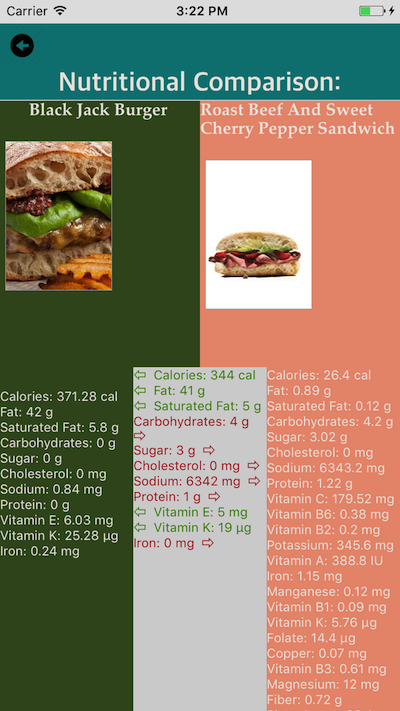 Carrier 3:22 PM
Nutritional Comparison:
Black Jack Burger
Roast Beef And Sweet
Cherry Pepper Sandwich
Calories: 371.28 cal
Fat: 42 g
Saturated Fat: 5.8 g
Carbohydrates: 0 g
Sugar: 0 g
Cholesterol: 0 mg
Sodium: 0.84 mg
Protein: 0 g
Vitamin E: 6.03 mg
Vitamin K: 25.28 µg
Iron: 0.24 mg
⇦ Calories: 344 cal
⇦ Fat: 41 g
⇦ Saturated Fat: 5 g
Carbohydrates: 4 g
⇨
Sugar: 3 g ⇨
Cholesterol: 0 mg ⇨
Sodium: 6342 mg ⇨
Protein: 1 g ⇨
⇦ Vitamin E: 5 mg
⇦ Vitamin K: 19 µg
Iron: 0 mg ⇨
Calories: 26.4 cal
Fat: 0.89 g
Saturated Fat: 0.12 g
Carbohydrates: 4.2 g
Sugar: 3.02 g
Cholesterol: 0 mg
Sodium: 6343.2 mg
Protein: 1.22 g
Vitamin C: 179.52 mg
Vitamin B6: 0.38 mg
Vitamin B2: 0.2 mg
Potassium: 345.6 mg
Vitamin A: 388.8 IU
Iron: 1.15 mg
Manganese: 0.12 mg
Vitamin B1: 0.09 mg
Vitamin K: 5.76 µg
Folate: 14.4 µg
Copper: 0.07 mg
Vitamin B3: 0.61 mg
Magnesium: 12 mg
Fiber: 0.72 g